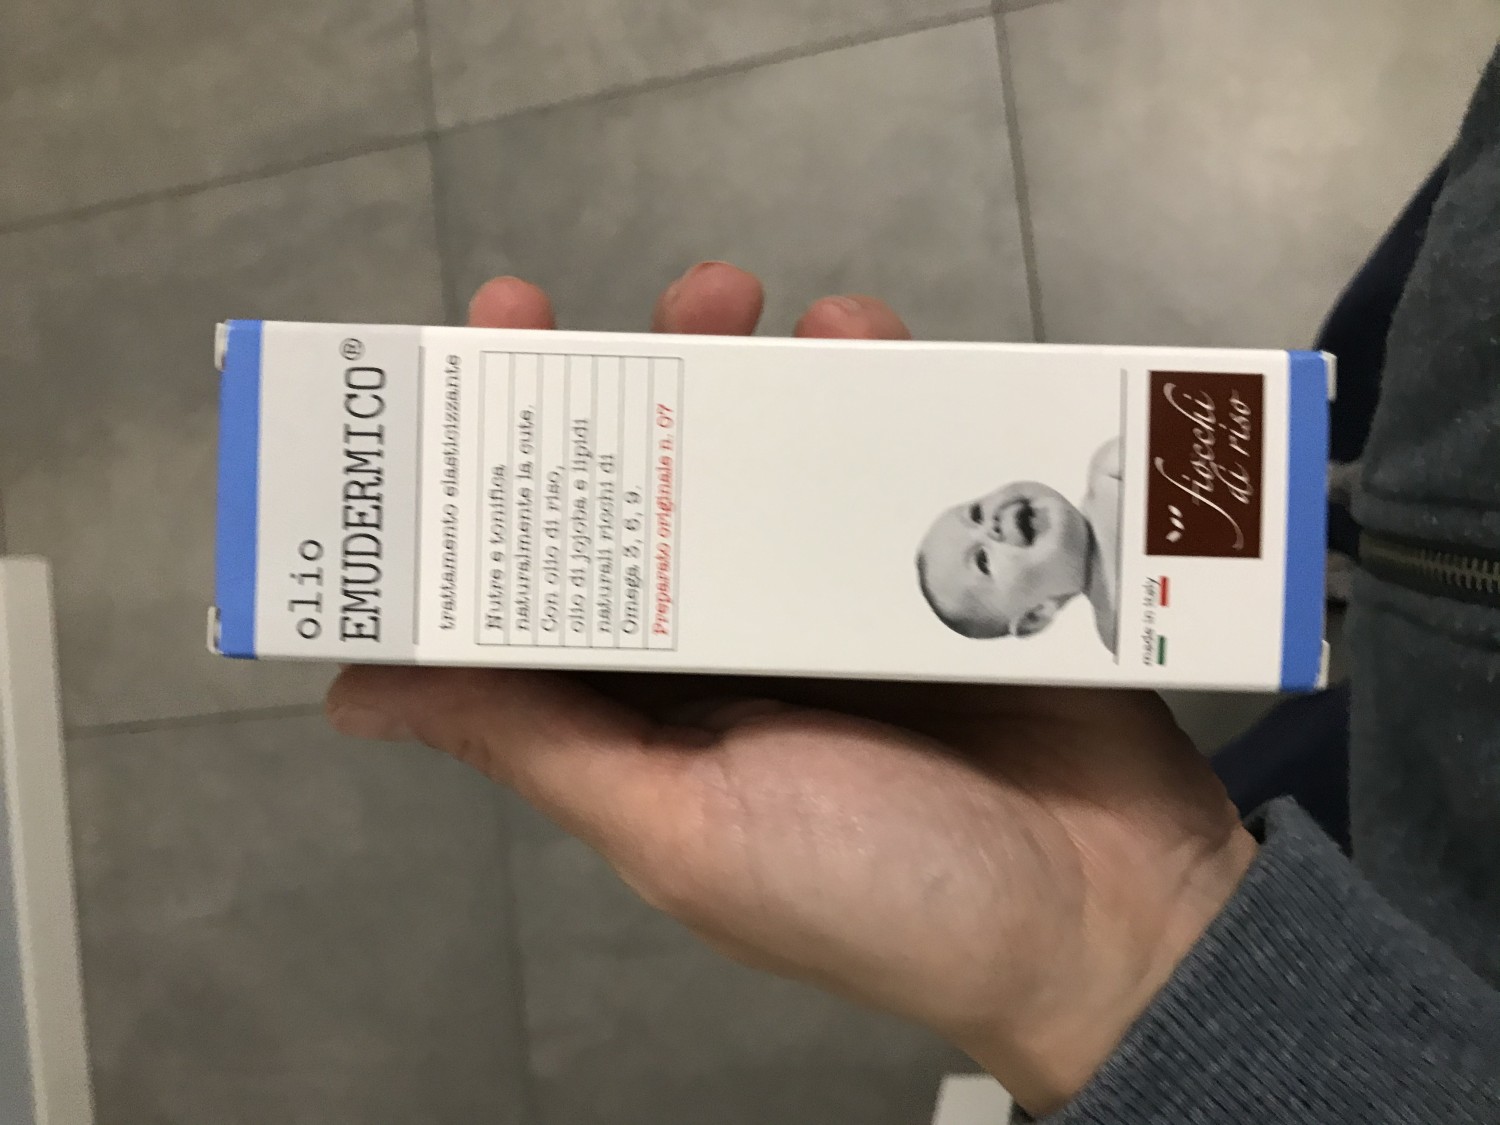 olio
EMUDERMICO®
trattamento elasticizzante
Nutre e tonifica
naturalmente la cute.
Con olio di riso,
olio di jojoba e lipidi
naturali ricchi di
Omega 3, 6, 9.
Preparato originale n. 07
made in italy
fiocchi
di riso